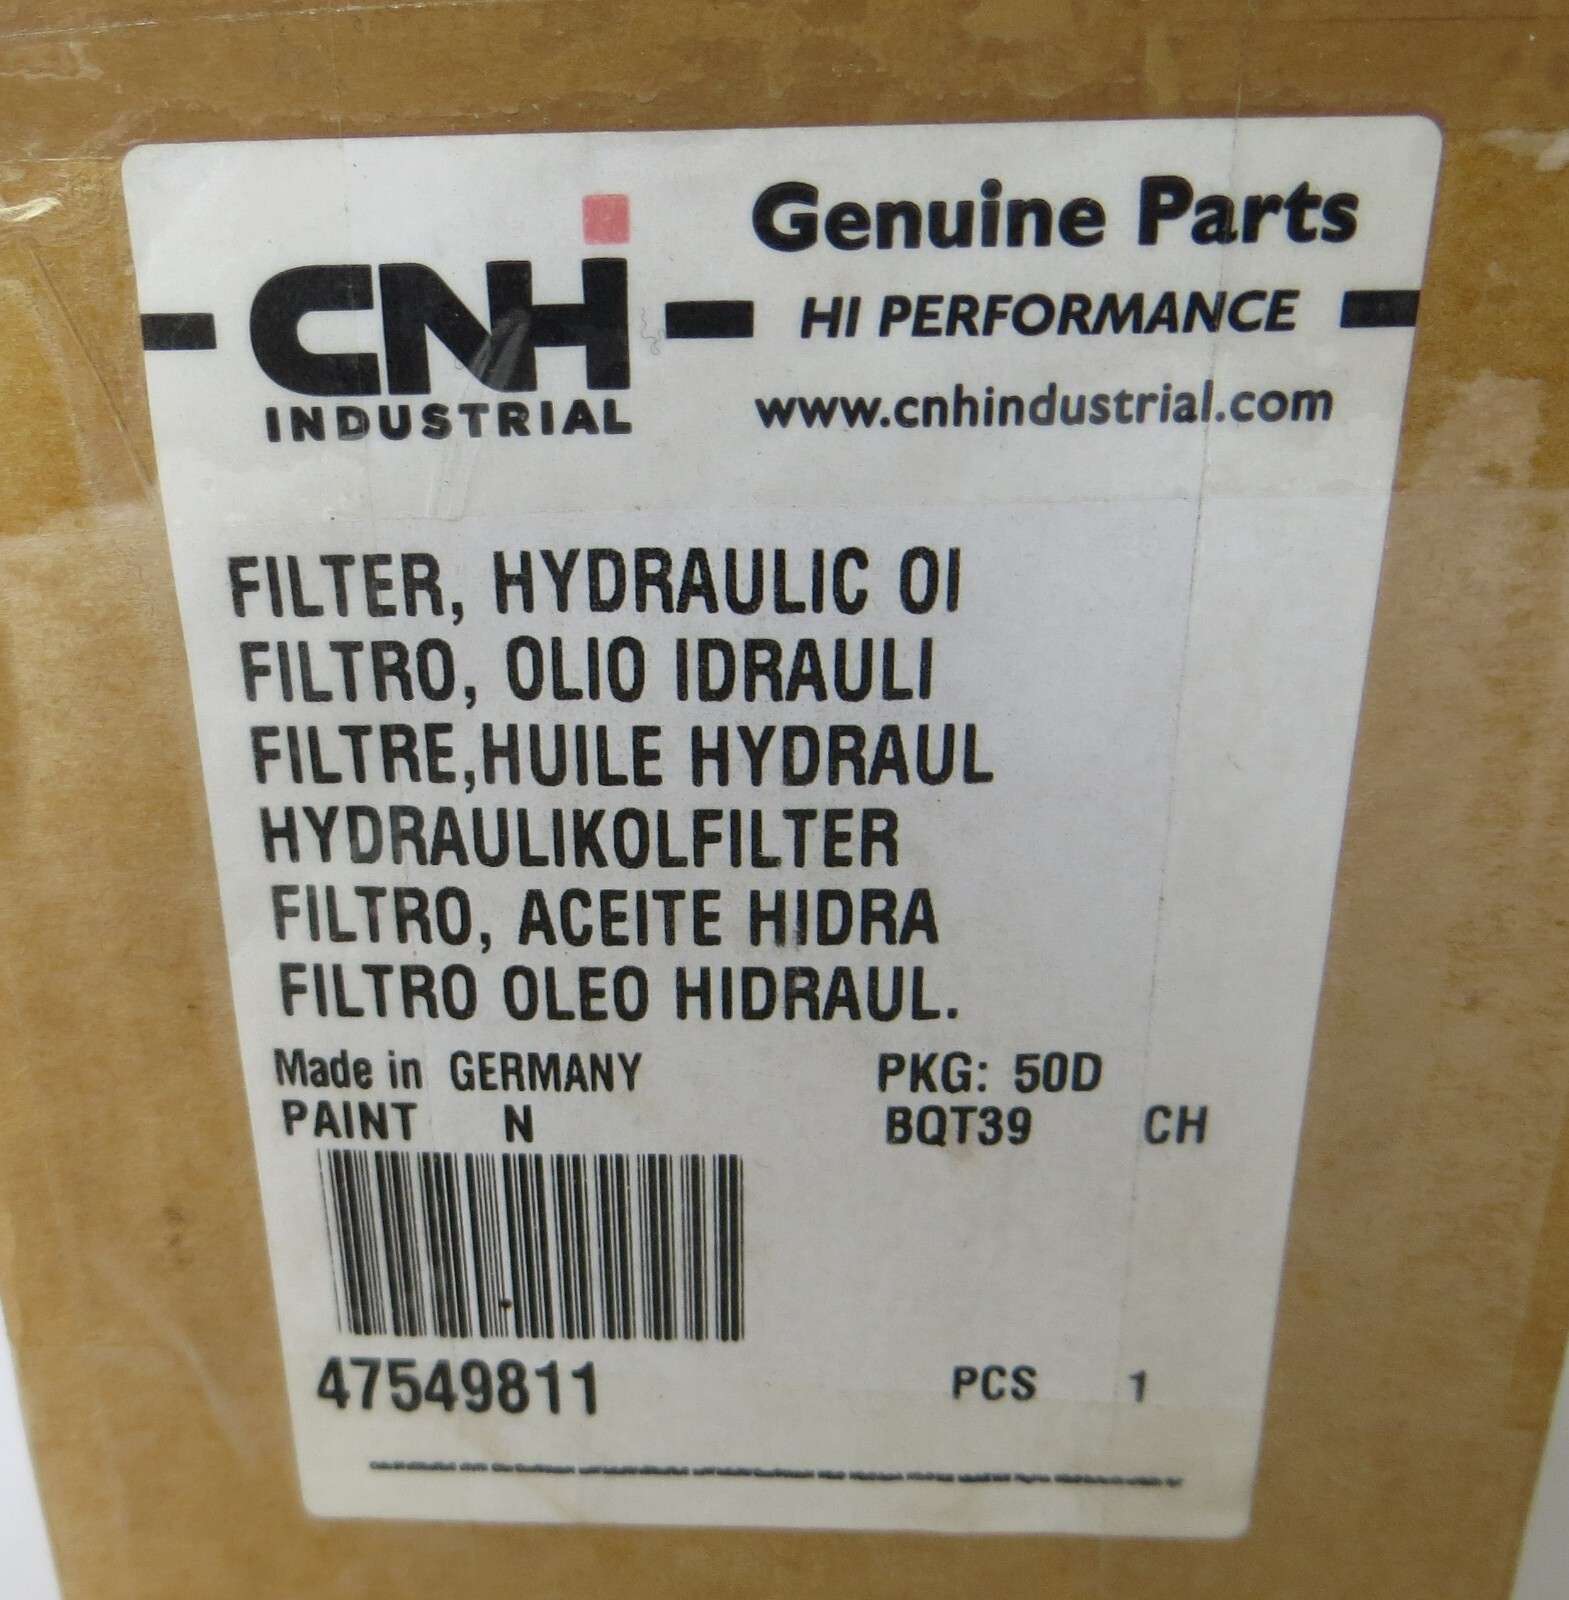 CNH
INDUSTRIAL
Genuine Parts
HI PERFORMANCE
www.cnhindustrial.com
FILTER, HYDRAULIC OI
FILTRO, OLIO IDRAULI
FILTRE,HUILE HYDRAUL
HYDRAULIKOLFILTER
FILTRO, ACEITE HIDRA
FILTRO OLEO HIDRAUL.
Made in GERMANY PKG: 50D
PAINT N BQT39 CH
47549811 PCS 1